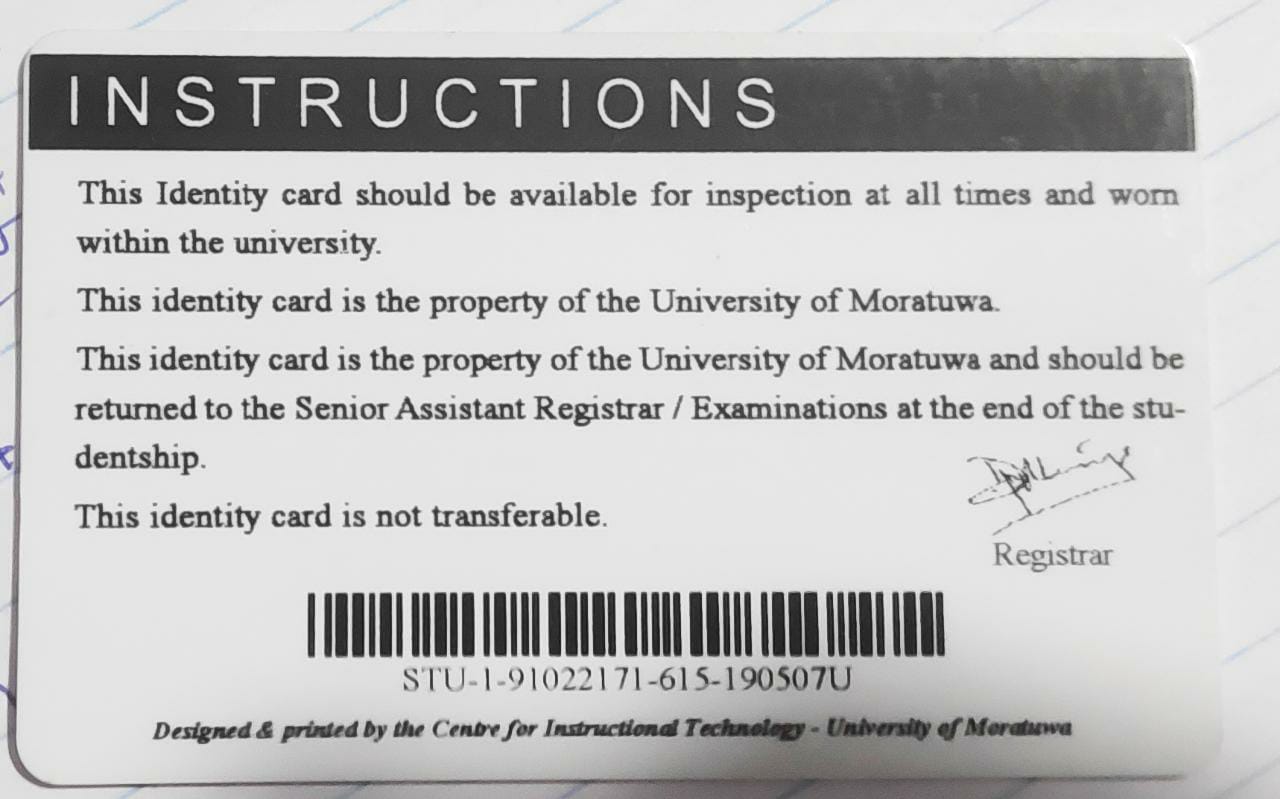 INSTRUCTIONS
This Identity card should be available for inspection at all times and worn
within the university.
This identity card is the property of the University of Moratuwa.
This identity card is the property of the University of Moratuwa and should be
returned to the Senior Assistant Registrar / Examinations at the end of the stu-
dentship.
This identity card is not transferable.
Registrar
STU-1-91022171-615-190507U
Designed & printed by the Centre for Instructional Technology - University of Moratuwa